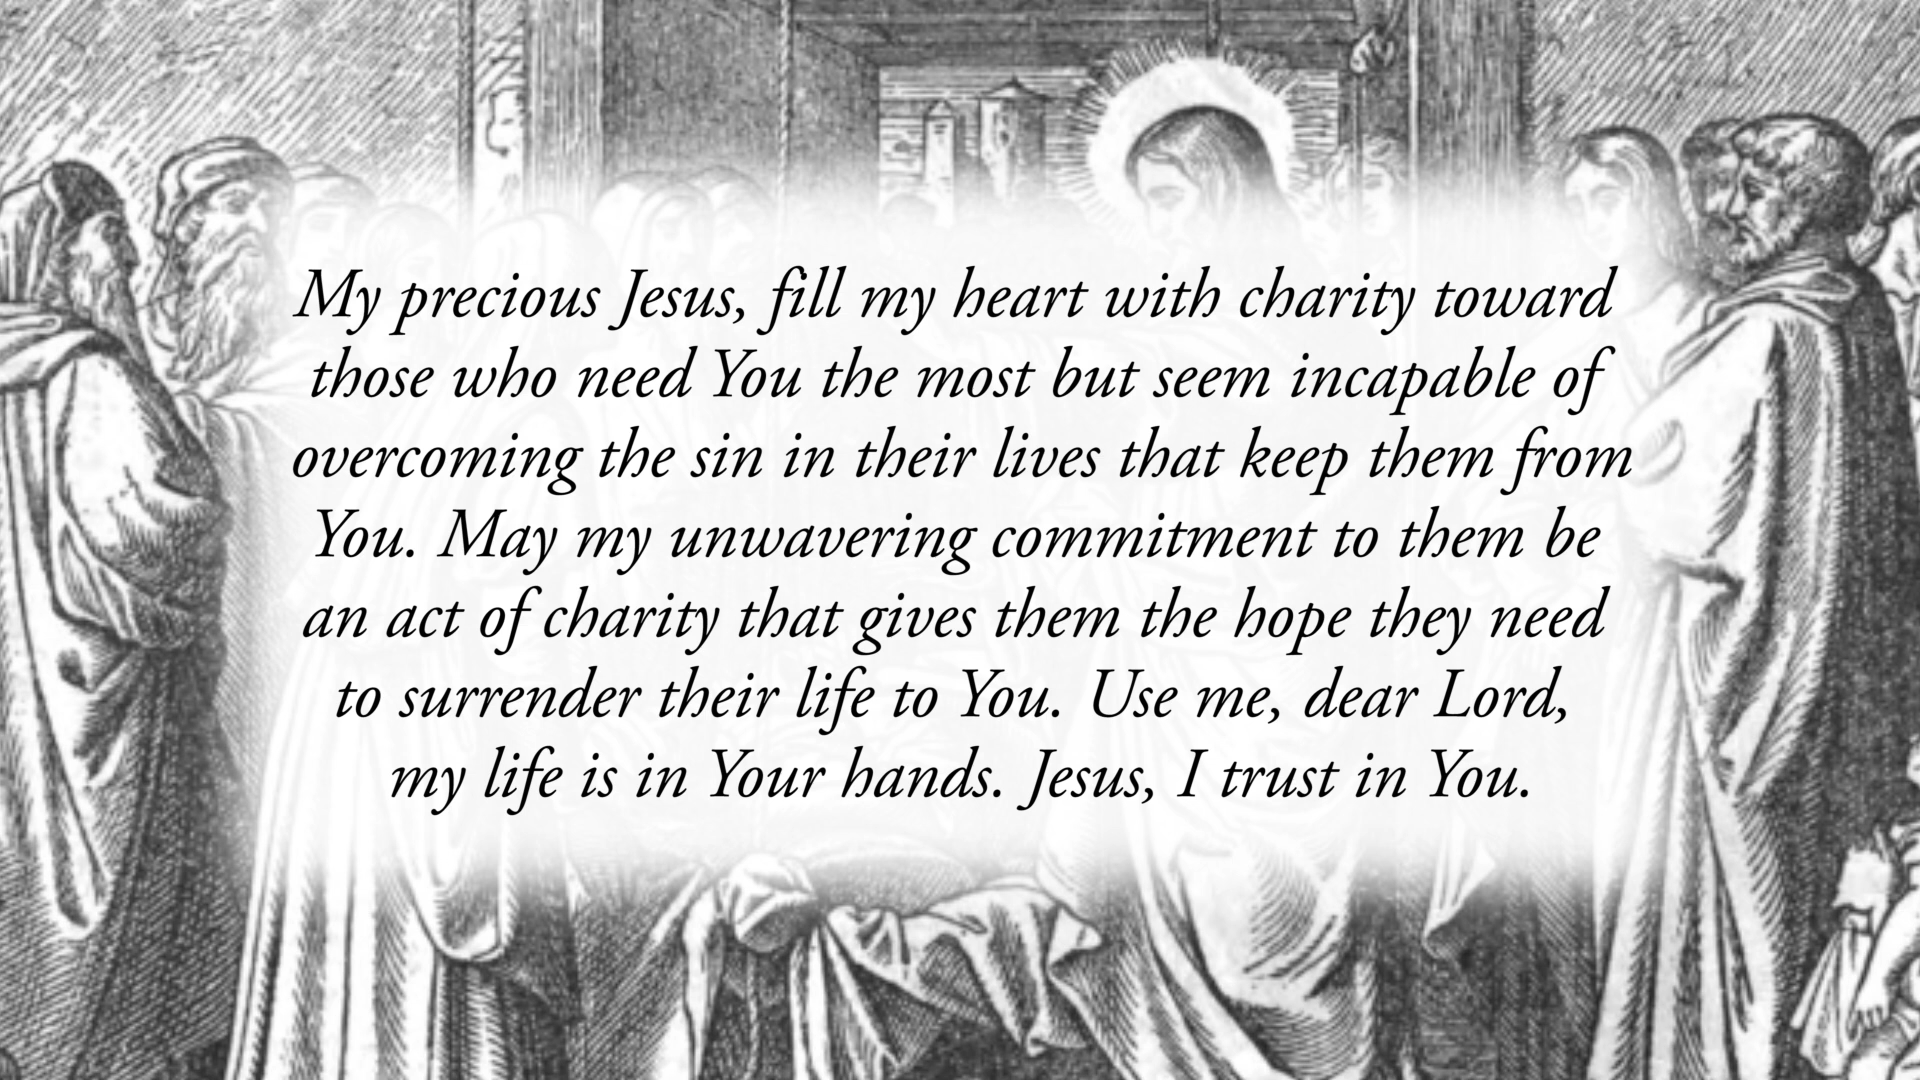 My precious Jesus, fill my heart with charity toward
those who need You the most but seem incapable of
overcoming the sin in their lives that keep them from
You. May my unwavering commitment to them be
an act of charity that gives them the hope they need
to surrender their life to You. Use me, dear Lord,
my life is in Your hands. Jesus, I trust in You.